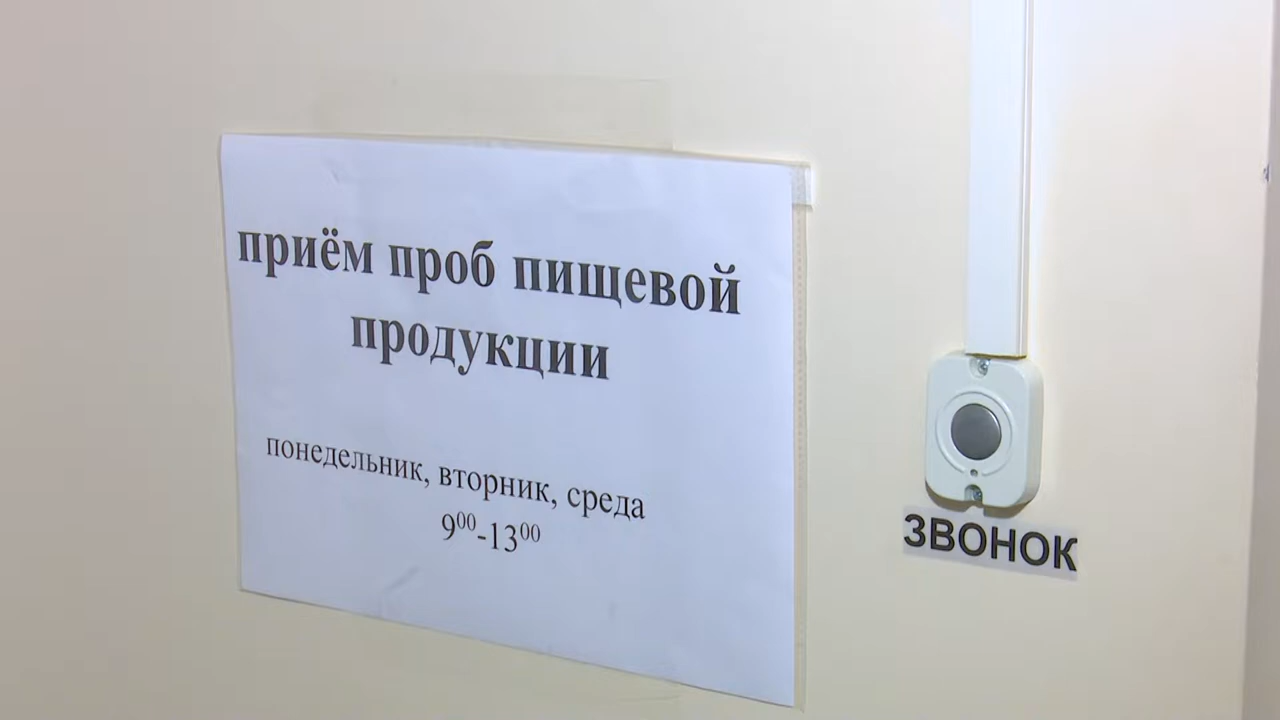 приём проб пищевой
продукции
понедельник, вторник, среда
9⁰⁰-13⁰⁰
ЗВОНОК